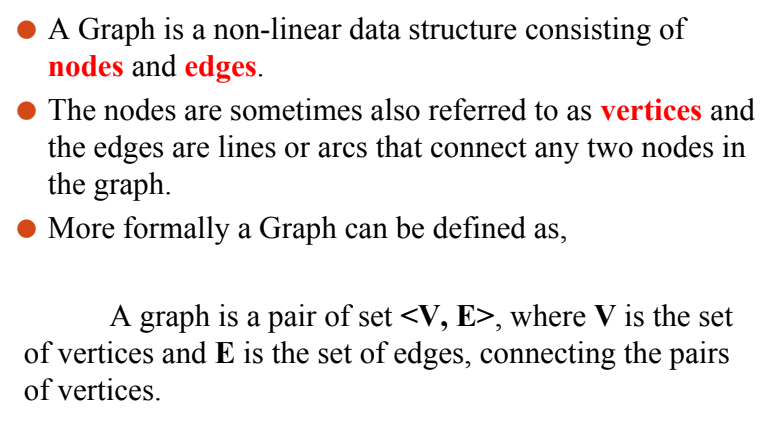 A Graph is a non-linear data structure consisting of
nodes and edges.
The nodes are sometimes also referred to as vertices and
the edges are lines or arcs that connect any two nodes in
the graph.
More formally a Graph can be defined as,
A graph is a pair of set <V, E>, where V is the set
of vertices and E is the set of edges, connecting the pairs
of vertices.